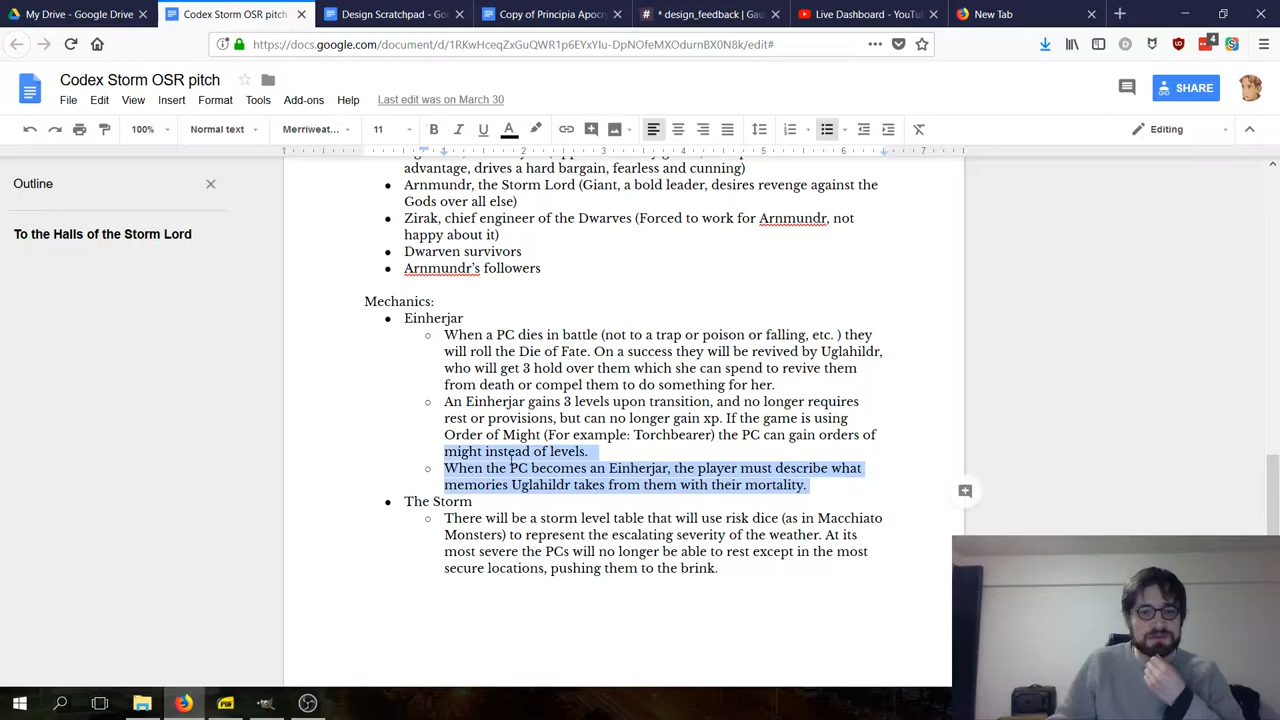 My Drive - Google Drive
Codex Storm OSR pitch
Design Scratchpad - Go
Copy of Principia Apocr
* design_feedback | Gau
Live Dashboard - YouTu
New Tab
https://docs.google.com/document/d/1RKwHceqZxGuQWR1p6EYxYIu-DpNOfeMXOdurnBX0N8k/edit#
4
Codex Storm OSR pitch
File Edit View Insert Format Tools Add-ons Help Last edit was on March 30
SHARE
100% Normal text Merriweat... 11 B I U A Editing
1 1 2 3 4 5 6 7
Outline
To the Halls of the Storm Lord
advantage, drives a hard bargain, fearless and cunning)
Arnmundr, the Storm Lord (Giant, a bold leader, desires revenge against the
Gods over all else)
Zirak, chief engineer of the Dwarves (Forced to work for Arnmundr, not
happy about it)
Dwarven survivors
Arnmundr's followers
Mechanics:
Einherjar
When a PC dies in battle (not to a trap or poison or falling, etc. ) they
will roll the Die of Fate. On a success they will be revived by Uglahildr,
who will get 3 hold over them which she can spend to revive them
from death or compel them to do something for her.
An Einherjar gains 3 levels upon transition, and no longer requires
rest or provisions, but can no longer gain xp. If the game is using
Order of Might (For example: Torchbearer) the PC can gain orders of
might instead of levels.
When the PC becomes an Einherjar, the player must describe what
memories Uglahildr takes from them with their mortality.
The Storm
There will be a storm level table that will use risk dice (as in Macchiato
Monsters) to represent the escalating severity of the weather. At its
most severe the PCs will no longer be able to rest except in the most
secure locations, pushing them to the brink.